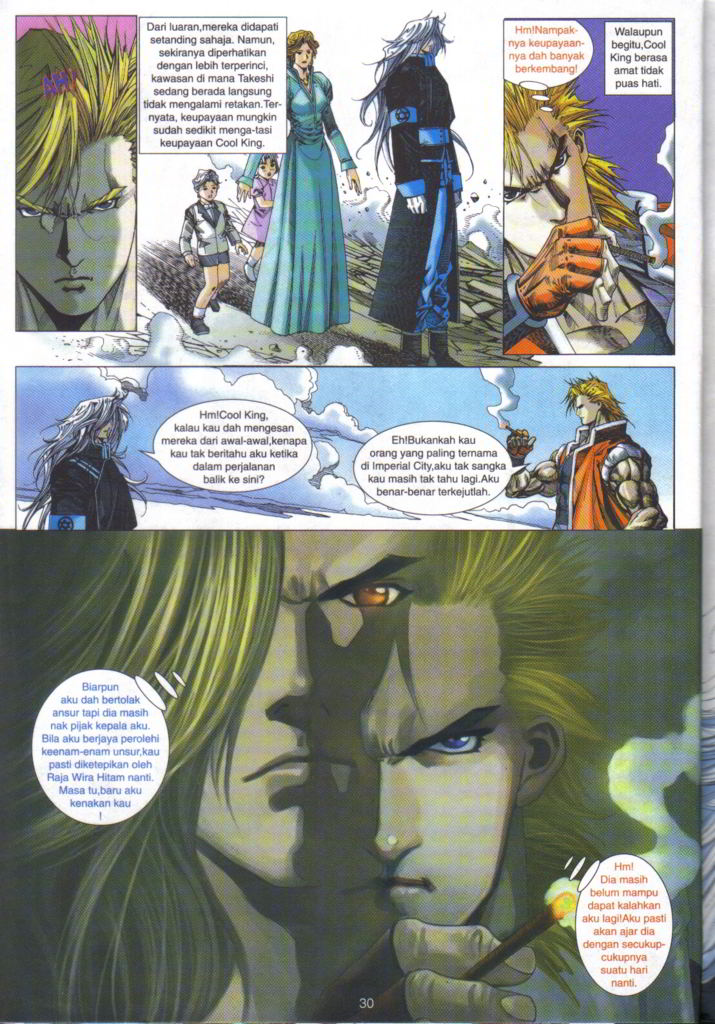 Dari luaran,mereka didapati
setanding sahaja. Namun,
sekiranya diperhatikan
dengan lebih terperinci,
kawasan di mana Takeshi
sedang berada langsung
tidak mengalami retakan.Ter-
nyata, keupayaan mungkin
sudah sedikit menga-tasi
keupayaan Cool King.
Hm!Nampak-
nya keupayaan-
nya dah banyak
berkembang!
Walaupun
begitu,Cool
King berasa
amat tidak
puas hati.
Hm!Cool King,
kalau kau dah mengesan
mereka dari awal-awal,kenapa
kau tak beritahu aku ketika
dalam perjalanan
balik ke sini?
Eh!Bukankah kau
orang yang paling ternama
di Imperial City,aku tak sangka
kau masih tak tahu lagi.Aku
benar-benar terkejutlah.
Biarpun
aku dah bertolak
ansur tapi dia masih
nak pijak kepala aku.
Bila aku berjaya perolehi
keenam-enam unsur,kau
pasti diketepikan oleh
Raja Wira Hitam nanti.
Masa tu,baru aku
kenakan kau
!
Hm!
Dia masih
belum mampu
dapat kalahkan
aku lagi!Aku pasti
akan ajar dia
dengan secukup-
cukupnya
suatu hari
nanti.
30